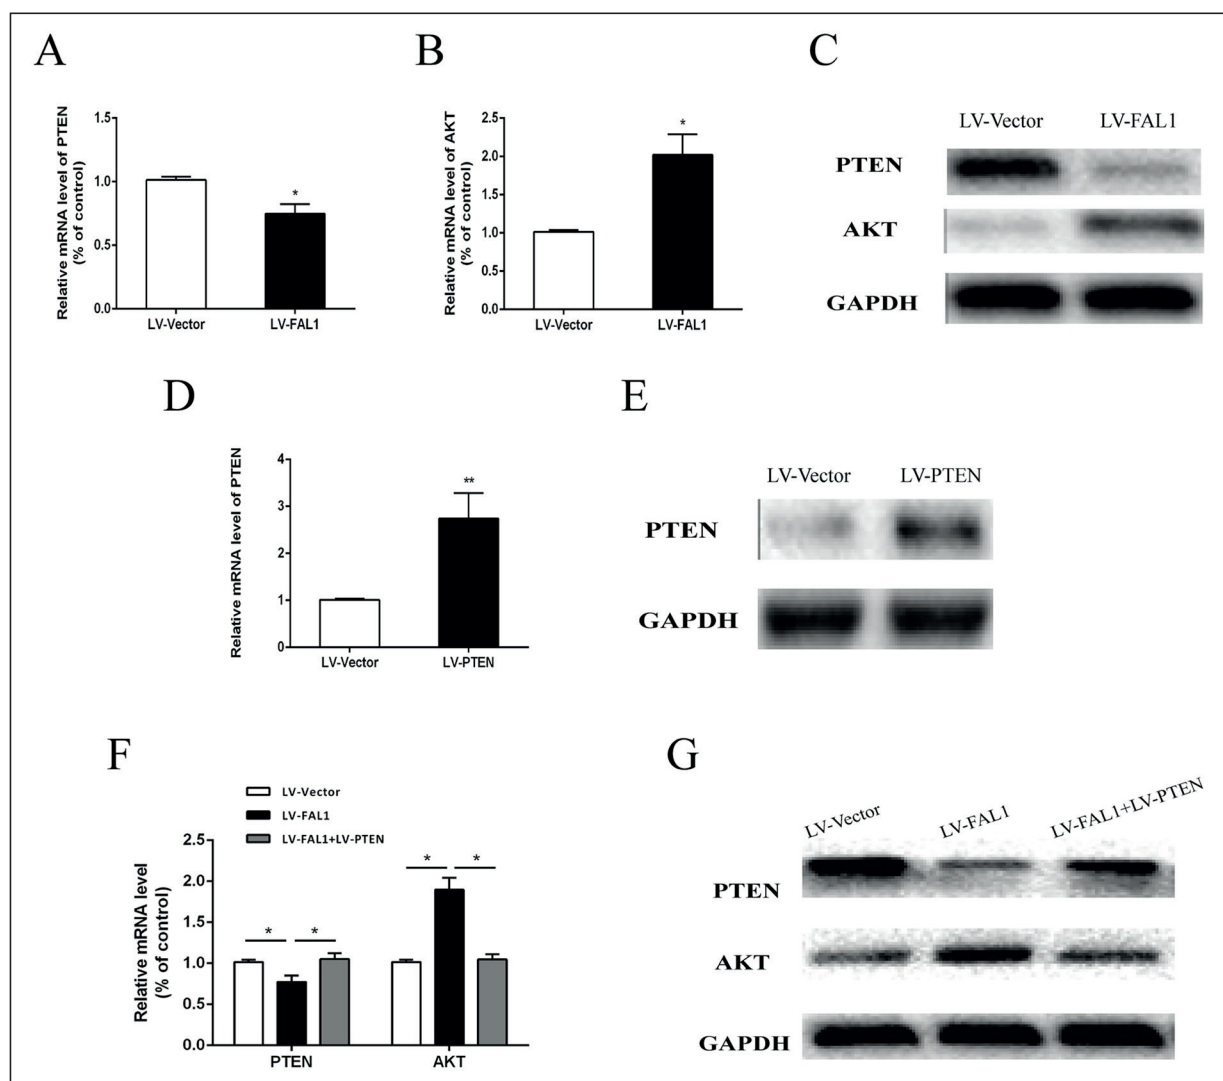 A
Relative mRNA level of PTEN
(% of control)
1.5
1.0
0.5
0.0
*
LV-Vector
LV-FAL1
B
Relative mRNA level of AKT
(% of control)
2.5
2.0
1.5
1.0
0.5
0.0
*
LV-Vector
LV-FAL1
C
LV-Vector
LV-FAL1
PTEN
AKT
GAPDH
D
Relative mRNA level of PTEN
4
3
2
1
0
**
LV-Vector
LV-PTEN
E
LV-Vector
LV-PTEN
PTEN
GAPDH
F
LV-Vector
LV-FAL1
LV-FAL1+LV-PTEN
Relative mRNA level
(% of control)
2.5
2.0
1.5
1.0
0.5
0.0
*
*
*
*
PTEN
AKT
G
LV-Vector
LV-FAL1
LV-FAL1+LV-PTEN
PTEN
AKT
GAPDH